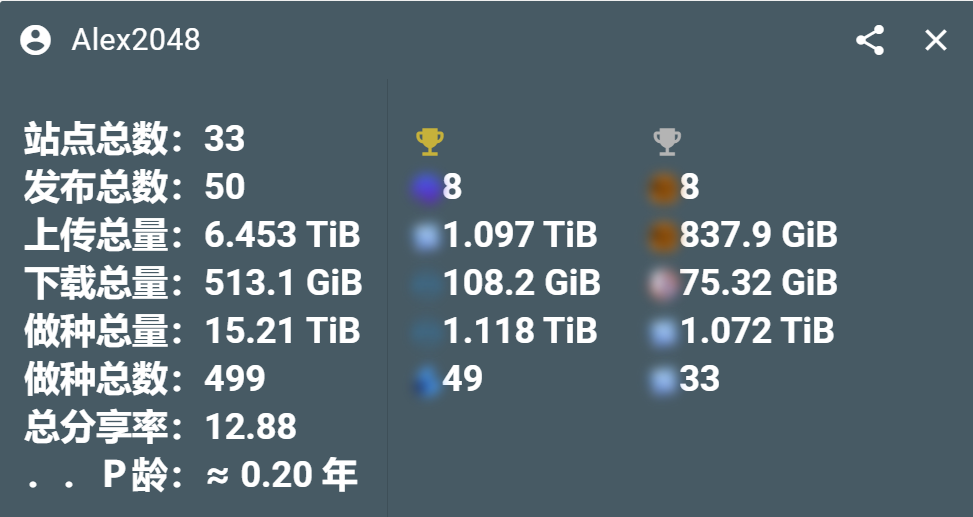 Alex2048
站点总数：33
发布总数：50 8 8
上传总量：6.453 TiB 1.097 TiB 837.9 GiB
下载总量：513.1 GiB 108.2 GiB 75.32 GiB
做种总量：15.21 TiB 1.118 TiB 1.072 TiB
做种总数：499 49 33
总分享率：12.88
．．P龄：≈ 0.20 年